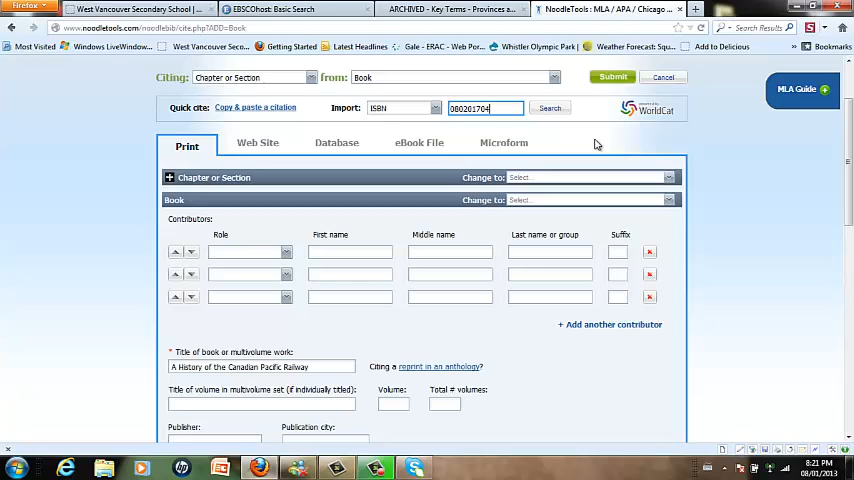 Firefox
West Vancouver Secondary School | ...
EBSCOhost: Basic Search
ARCHIVED - Key Terms - Provinces a...
NoodleTools: MLA / APA / Chicago ...
www.noodletools.com/noodlebib/cite.php?ADD=Book
Norton Search Results
Most Visited
Windows LiveWindow...
West Vancouver Secon...
Getting Started
Latest Headlines
Gale - ERAC - Web Por...
Whistler Olympic Park |
Weather Forecast: Squ...
Add to Delicious
Bookmarks
Citing:
Chapter or Section
from:
Book
Submit
Cancel
MLA Guide
Quick cite:
Copy & paste a citation
Import:
ISBN
080201704
Search
powered by
WorldCat
Print
Web Site
Database
eBook File
Microform
Chapter or Section
Change to:
Select...
Book
Change to:
Select...
Contributors:
Role
First name
Middle name
Last name or group
Suffix
+ Add another contributor
* Title of book or multivolume work:
A History of the Canadian Pacific Railway
Citing a reprint in an anthology?
Title of volume in multivolume set (if individually titled):
Volume:
Total # volumes:
Publisher:
Publication city:
8:21 PM
08/01/2013